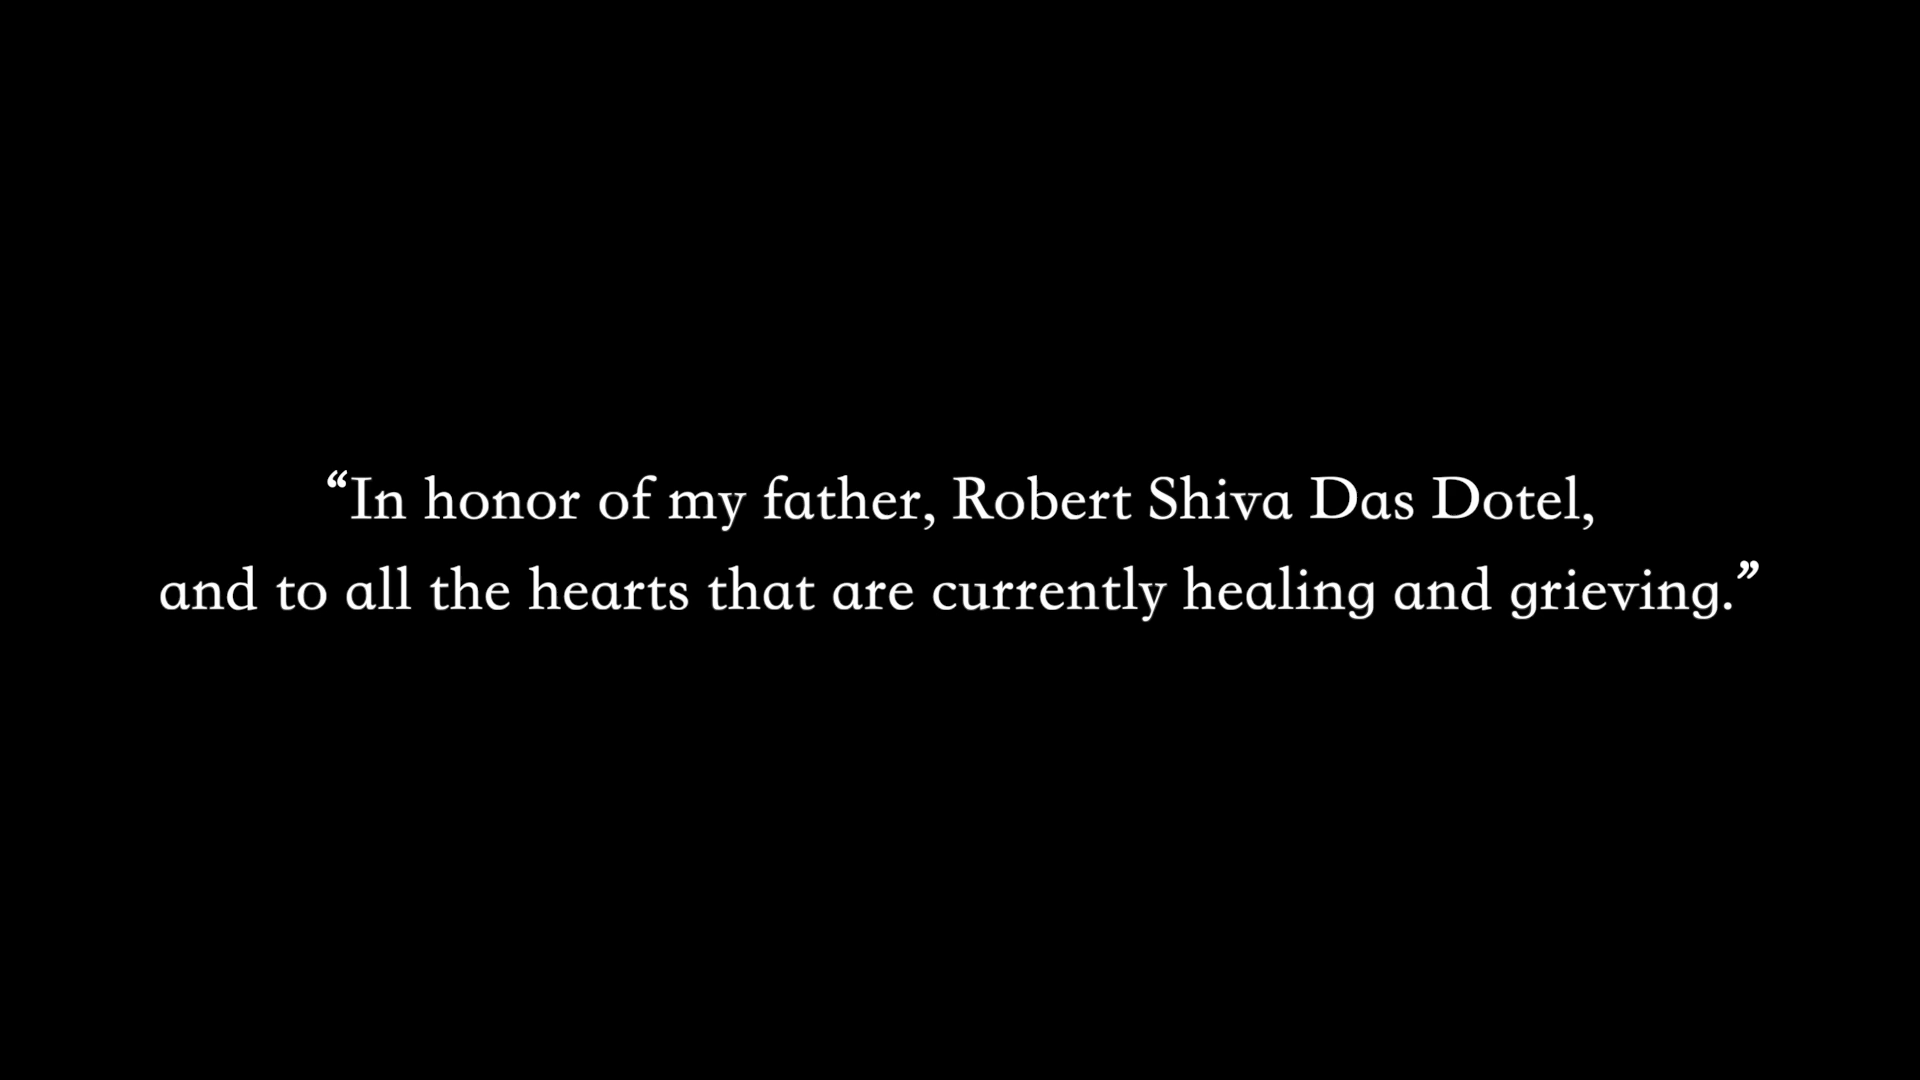 “In honor of my father, Robert Shiva Das Dotel,
and to all the hearts that are currently healing and grieving.”